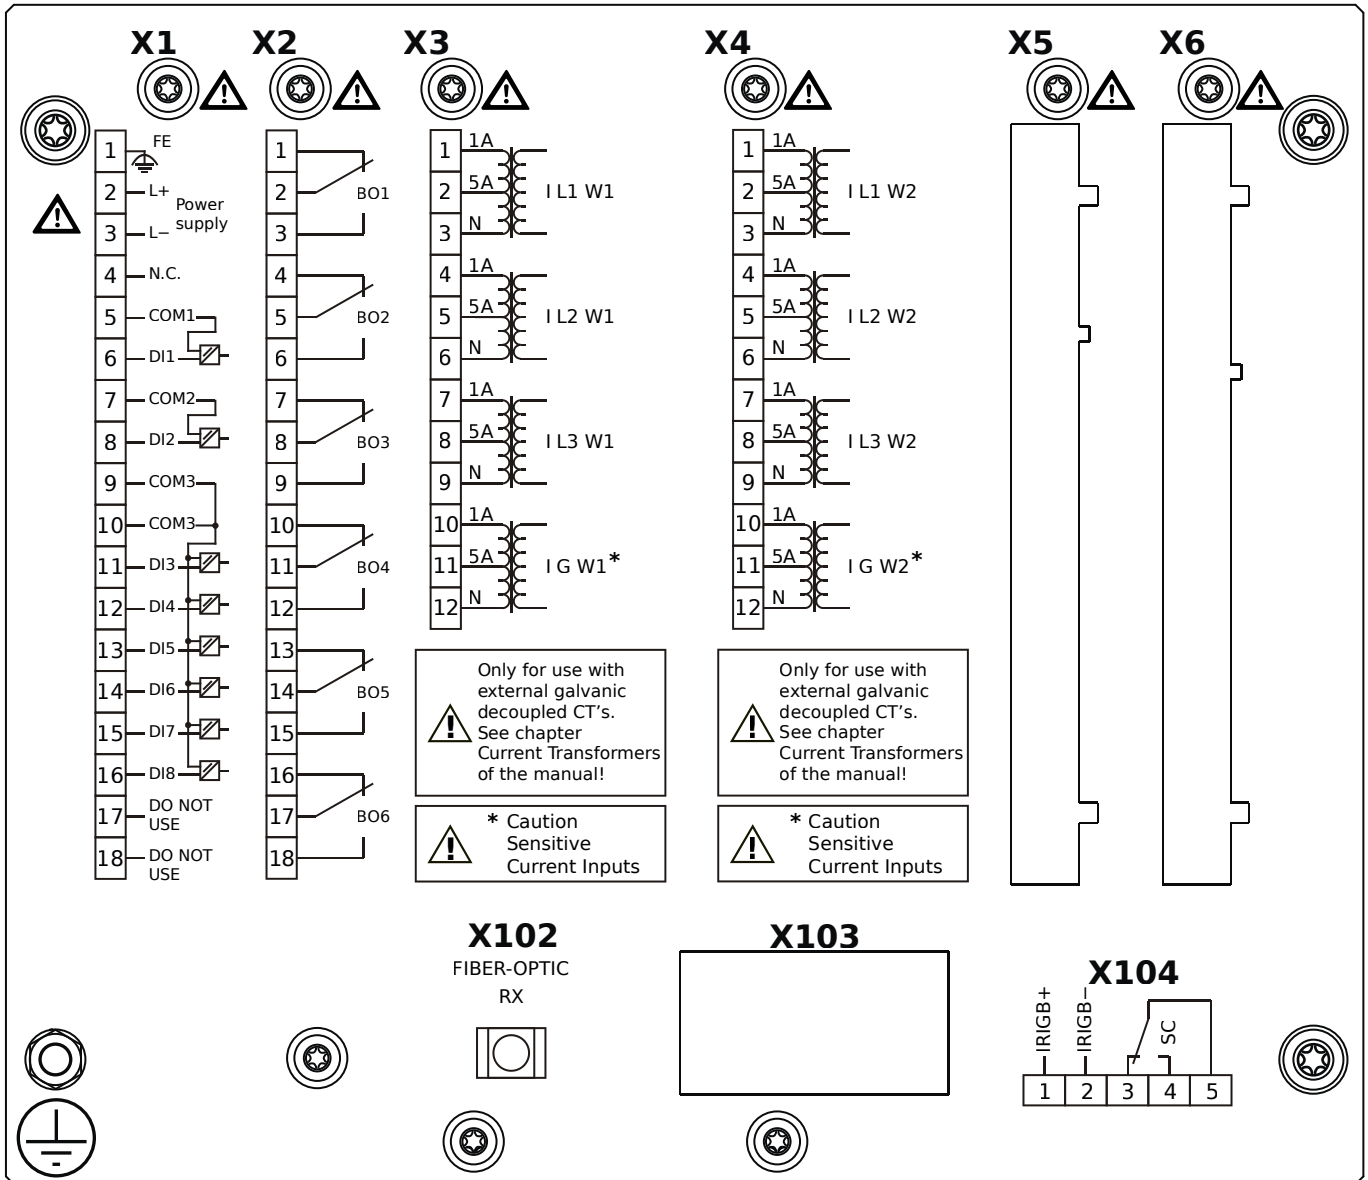 X1 X2 X3 X4 X5 X6
1 FE
2 L+
Power
supply
3 L−
4 N.C.
5 COM1
6 DI1
7 COM2
8 DI2
9 COM3
10 COM3
11 DI3
12 DI4
13 DI5
14 DI6
15 DI7
16 DI8
17 DO NOT
USE
18 DO NOT
USE
1
2 BO1
3
4
5 BO2
6
7
8 BO3
9
10
11 BO4
12
13
14 BO5
15
16
17 BO6
18
1 1A
2 5A I L1 W1
3 N
4 1A
5 5A I L2 W1
6 N
7 1A
8 5A I L3 W1
9 N
10 1A
11 5A I G W1*
12 N
Only for use with
external galvanic
decoupled CT's.
See chapter
Current Transformers
of the manual!
* Caution
Sensitive
Current Inputs
1 1A
2 5A I L1 W2
3 N
4 1A
5 5A I L2 W2
6 N
7 1A
8 5A I L3 W2
9 N
10 1A
11 5A I G W2*
12 N
Only for use with
external galvanic
decoupled CT's.
See chapter
Current Transformers
of the manual!
* Caution
Sensitive
Current Inputs
X102
FIBER-OPTIC
RX
X103
X104
IRIGB+
IRIGB−
SC
1 2 3 4 5